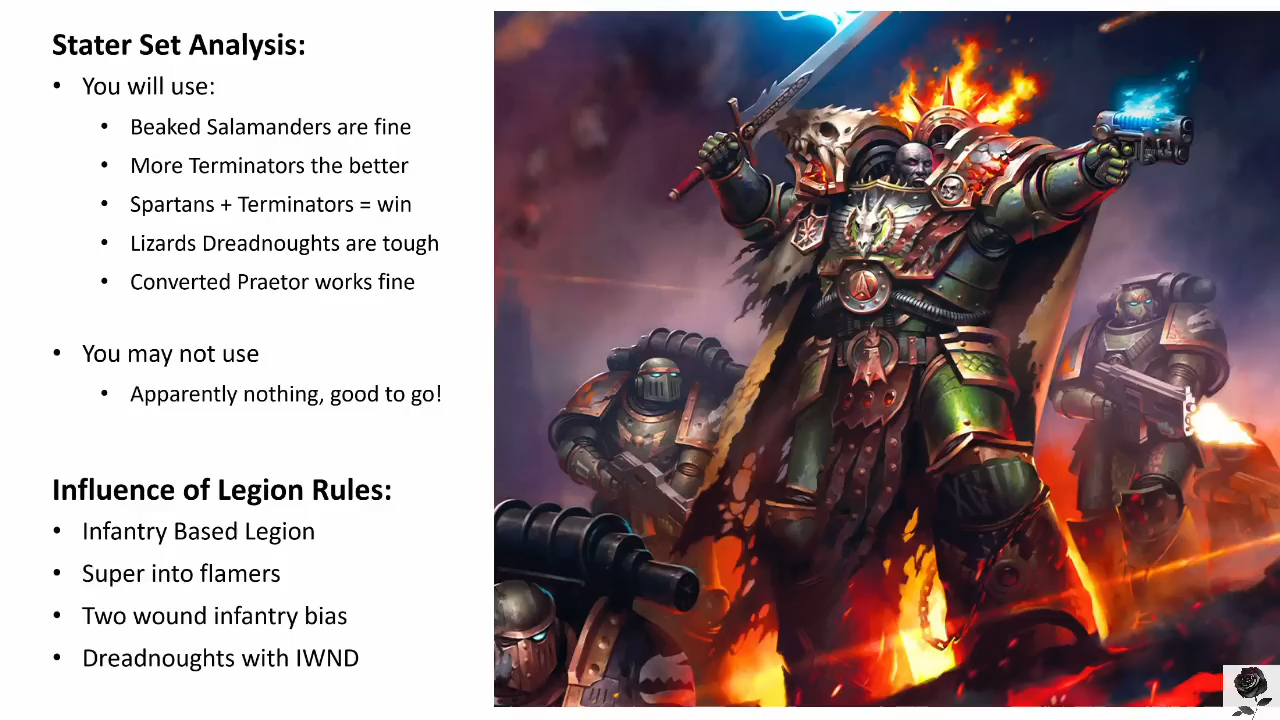 Stater Set Analysis:
• You will use:
• Beaked Salamanders are fine
• More Terminators the better
• Spartans + Terminators = win
• Lizards Dreadnoughts are tough
• Converted Praetor works fine
• You may not use
• Apparently nothing, good to go!
Influence of Legion Rules:
• Infantry Based Legion
• Super into flamers
• Two wound infantry bias
• Dreadnoughts with IWND